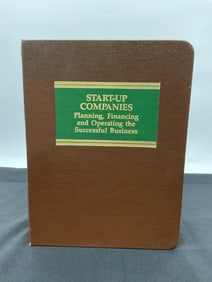 START-UP
COMPANIES
Planning, Financing
and Operating the
Successful Business